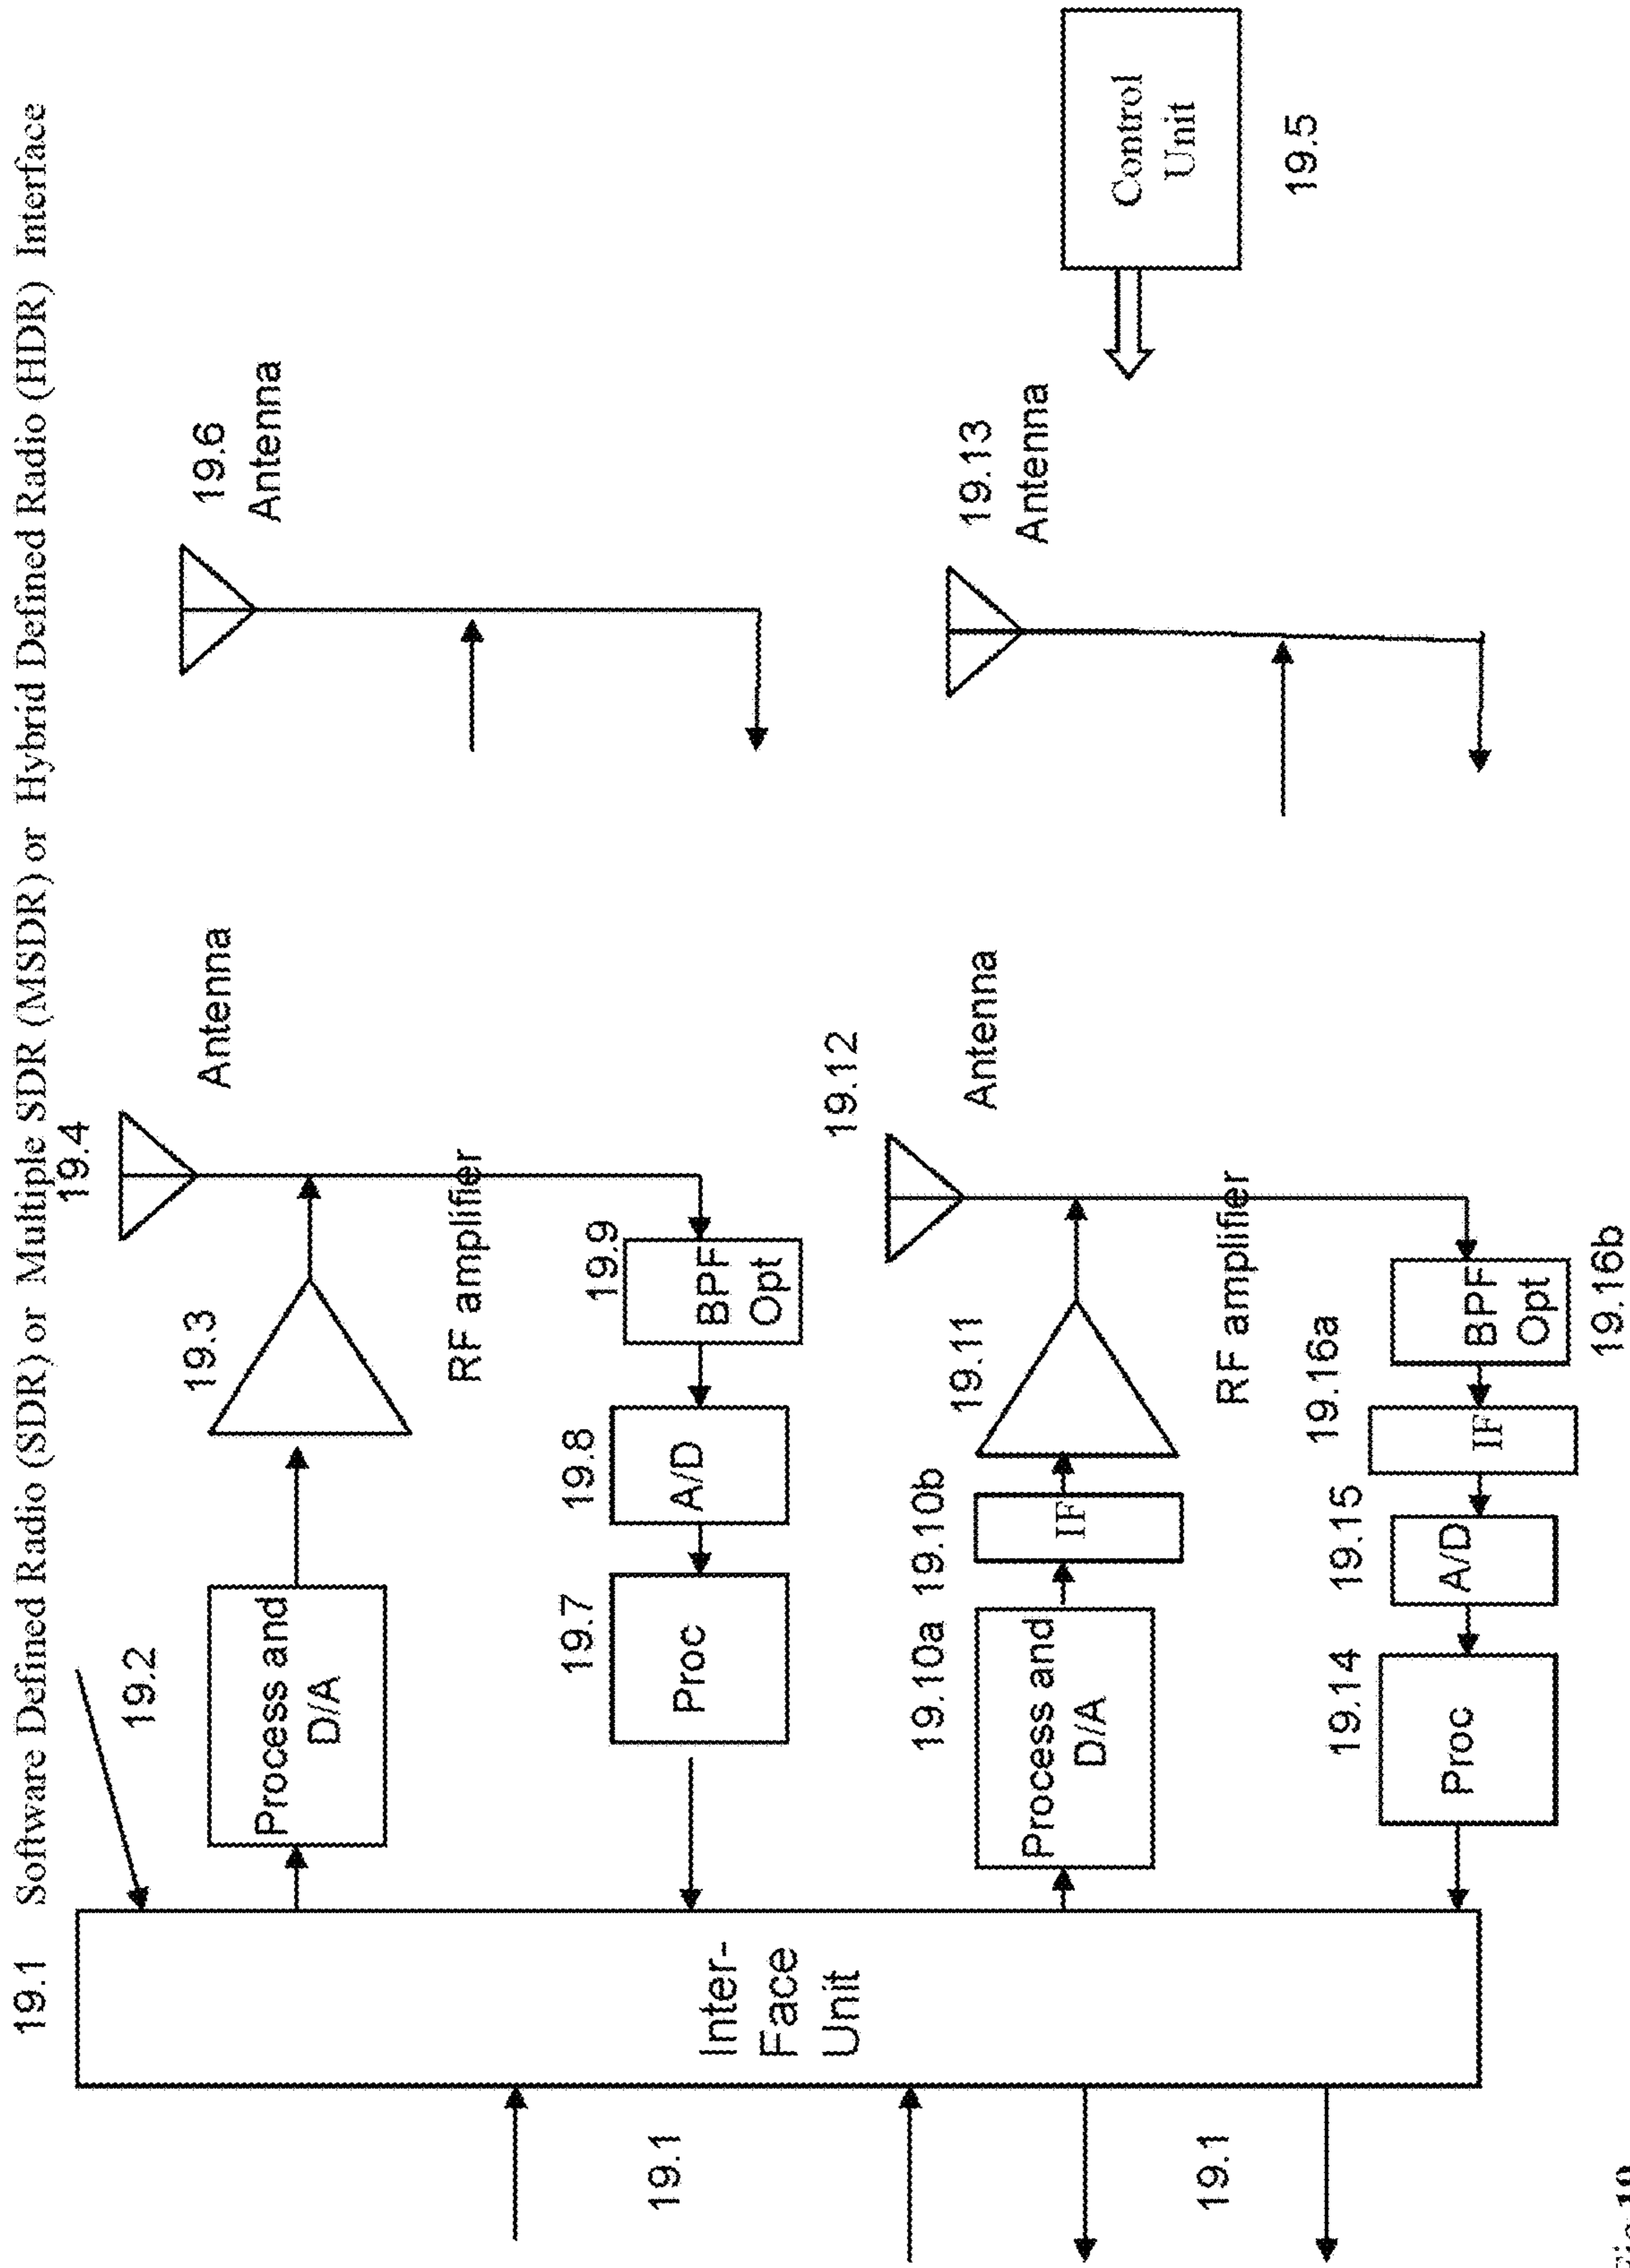 19.1 Software Defined Radio (SDR) or Multiple SDR (MSDR) or Hybrid Defined Radio (HDR) Interface
19.4
Antenna
19.6
Antenna
19.2
19.3
Process and
D/A
RF amplifier
19.7
19.8
19.9
Proc
A/D
BPF
Opt
19.12
Antenna
19.13
Antenna
19.10a 19.10b
19.11
Process and
D/A
IF
RF amplifier
Control
Unit
19.5
19.14
19.15
19.16a
Proc
A/D
IF
BPF
Opt
19.16b
Inter-
Face
Unit
19.1
19.1
Fig 19